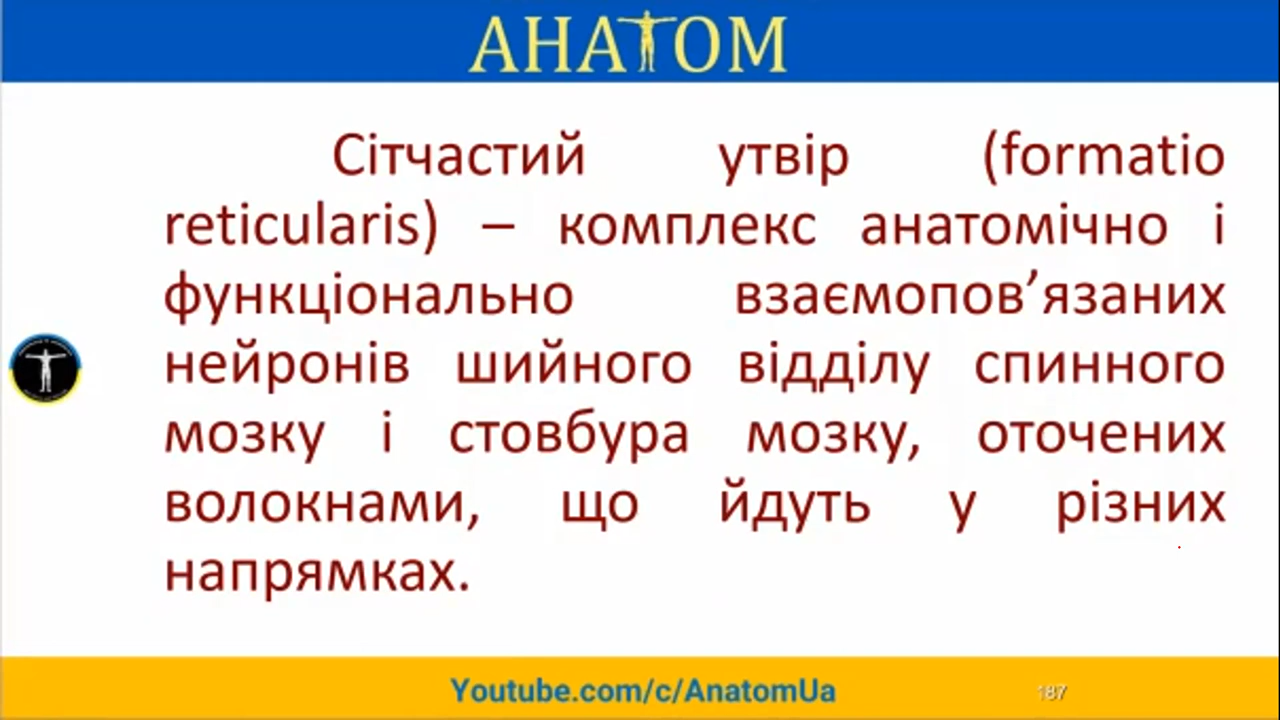 АНАТОМ
Сітчастий утвір (formatio
reticularis) – комплекс анатомічно і
функціонально взаємопов’язаних
нейронів шийного відділу спинного
мозку і стовбура мозку, оточених
волокнами, що йдуть у різних
напрямках.
Youtube.com/c/AnatomUa
187